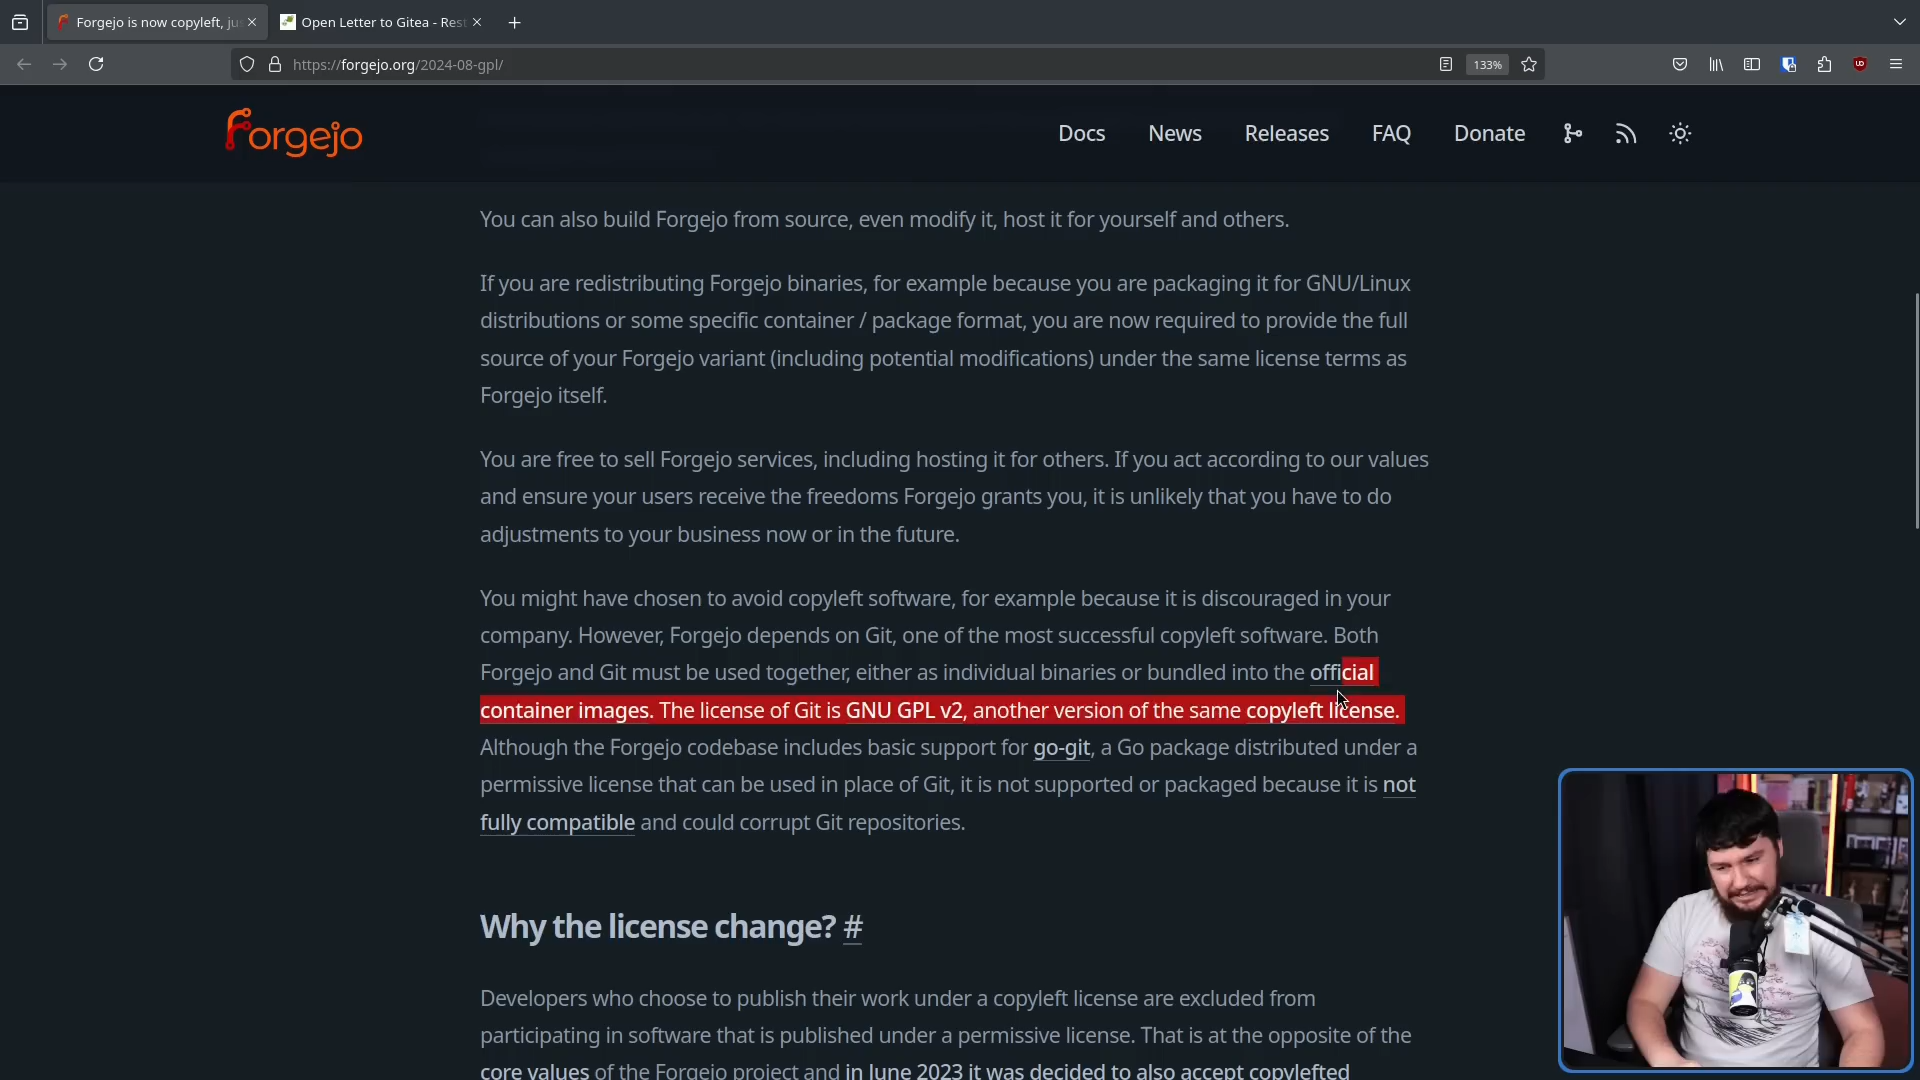 Forgejo is now copyleft, ju
Open Letter to Gitea - Rest
https://forgejo.org/2024-08-gpl/
133%
Forgejo
Docs
News
Releases
FAQ
Donate
You can also build Forgejo from source, even modify it, host it for yourself and others.
If you are redistributing Forgejo binaries, for example because you are packaging it for GNU/Linux
distributions or some specific container / package format, you are now required to provide the full
source of your Forgejo variant (including potential modifications) under the same license terms as
Forgejo itself.
You are free to sell Forgejo services, including hosting it for others. If you act according to our values
and ensure your users receive the freedoms Forgejo grants you, it is unlikely that you have to do
adjustments to your business now or in the future.
You might have chosen to avoid copyleft software, for example because it is discouraged in your
company. However, Forgejo depends on Git, one of the most successful copyleft software. Both
Forgejo and Git must be used together, either as individual binaries or bundled into the official
container images. The license of Git is GNU GPL v2, another version of the same copyleft license.
Although the Forgejo codebase includes basic support for go-git, a Go package distributed under a
permissive license that can be used in place of Git, it is not supported or packaged because it is not
fully compatible and could corrupt Git repositories.
Why the license change? #
Developers who choose to publish their work under a copyleft license are excluded from
participating in software that is published under a permissive license. That is at the opposite of the
core values of the Forgejo project and in June 2023 it was decided to also accept copylefted